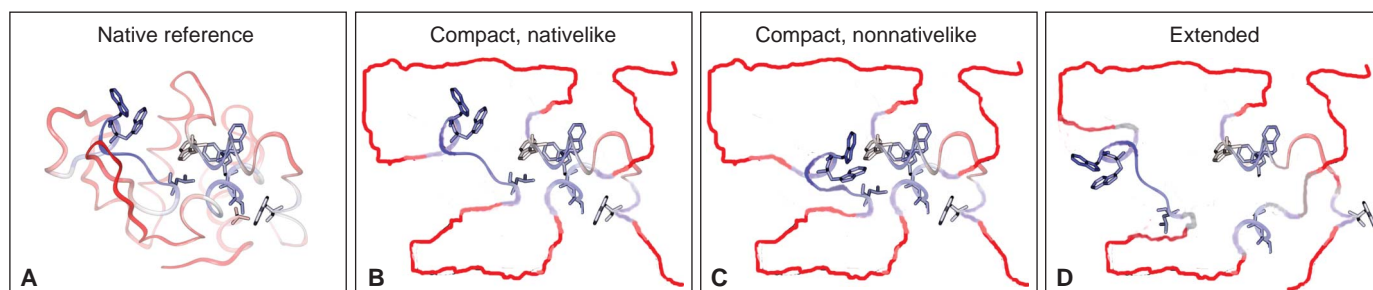 Native reference
A
Compact, nativelike
B
Compact, nonnativelike
C
Extended
D